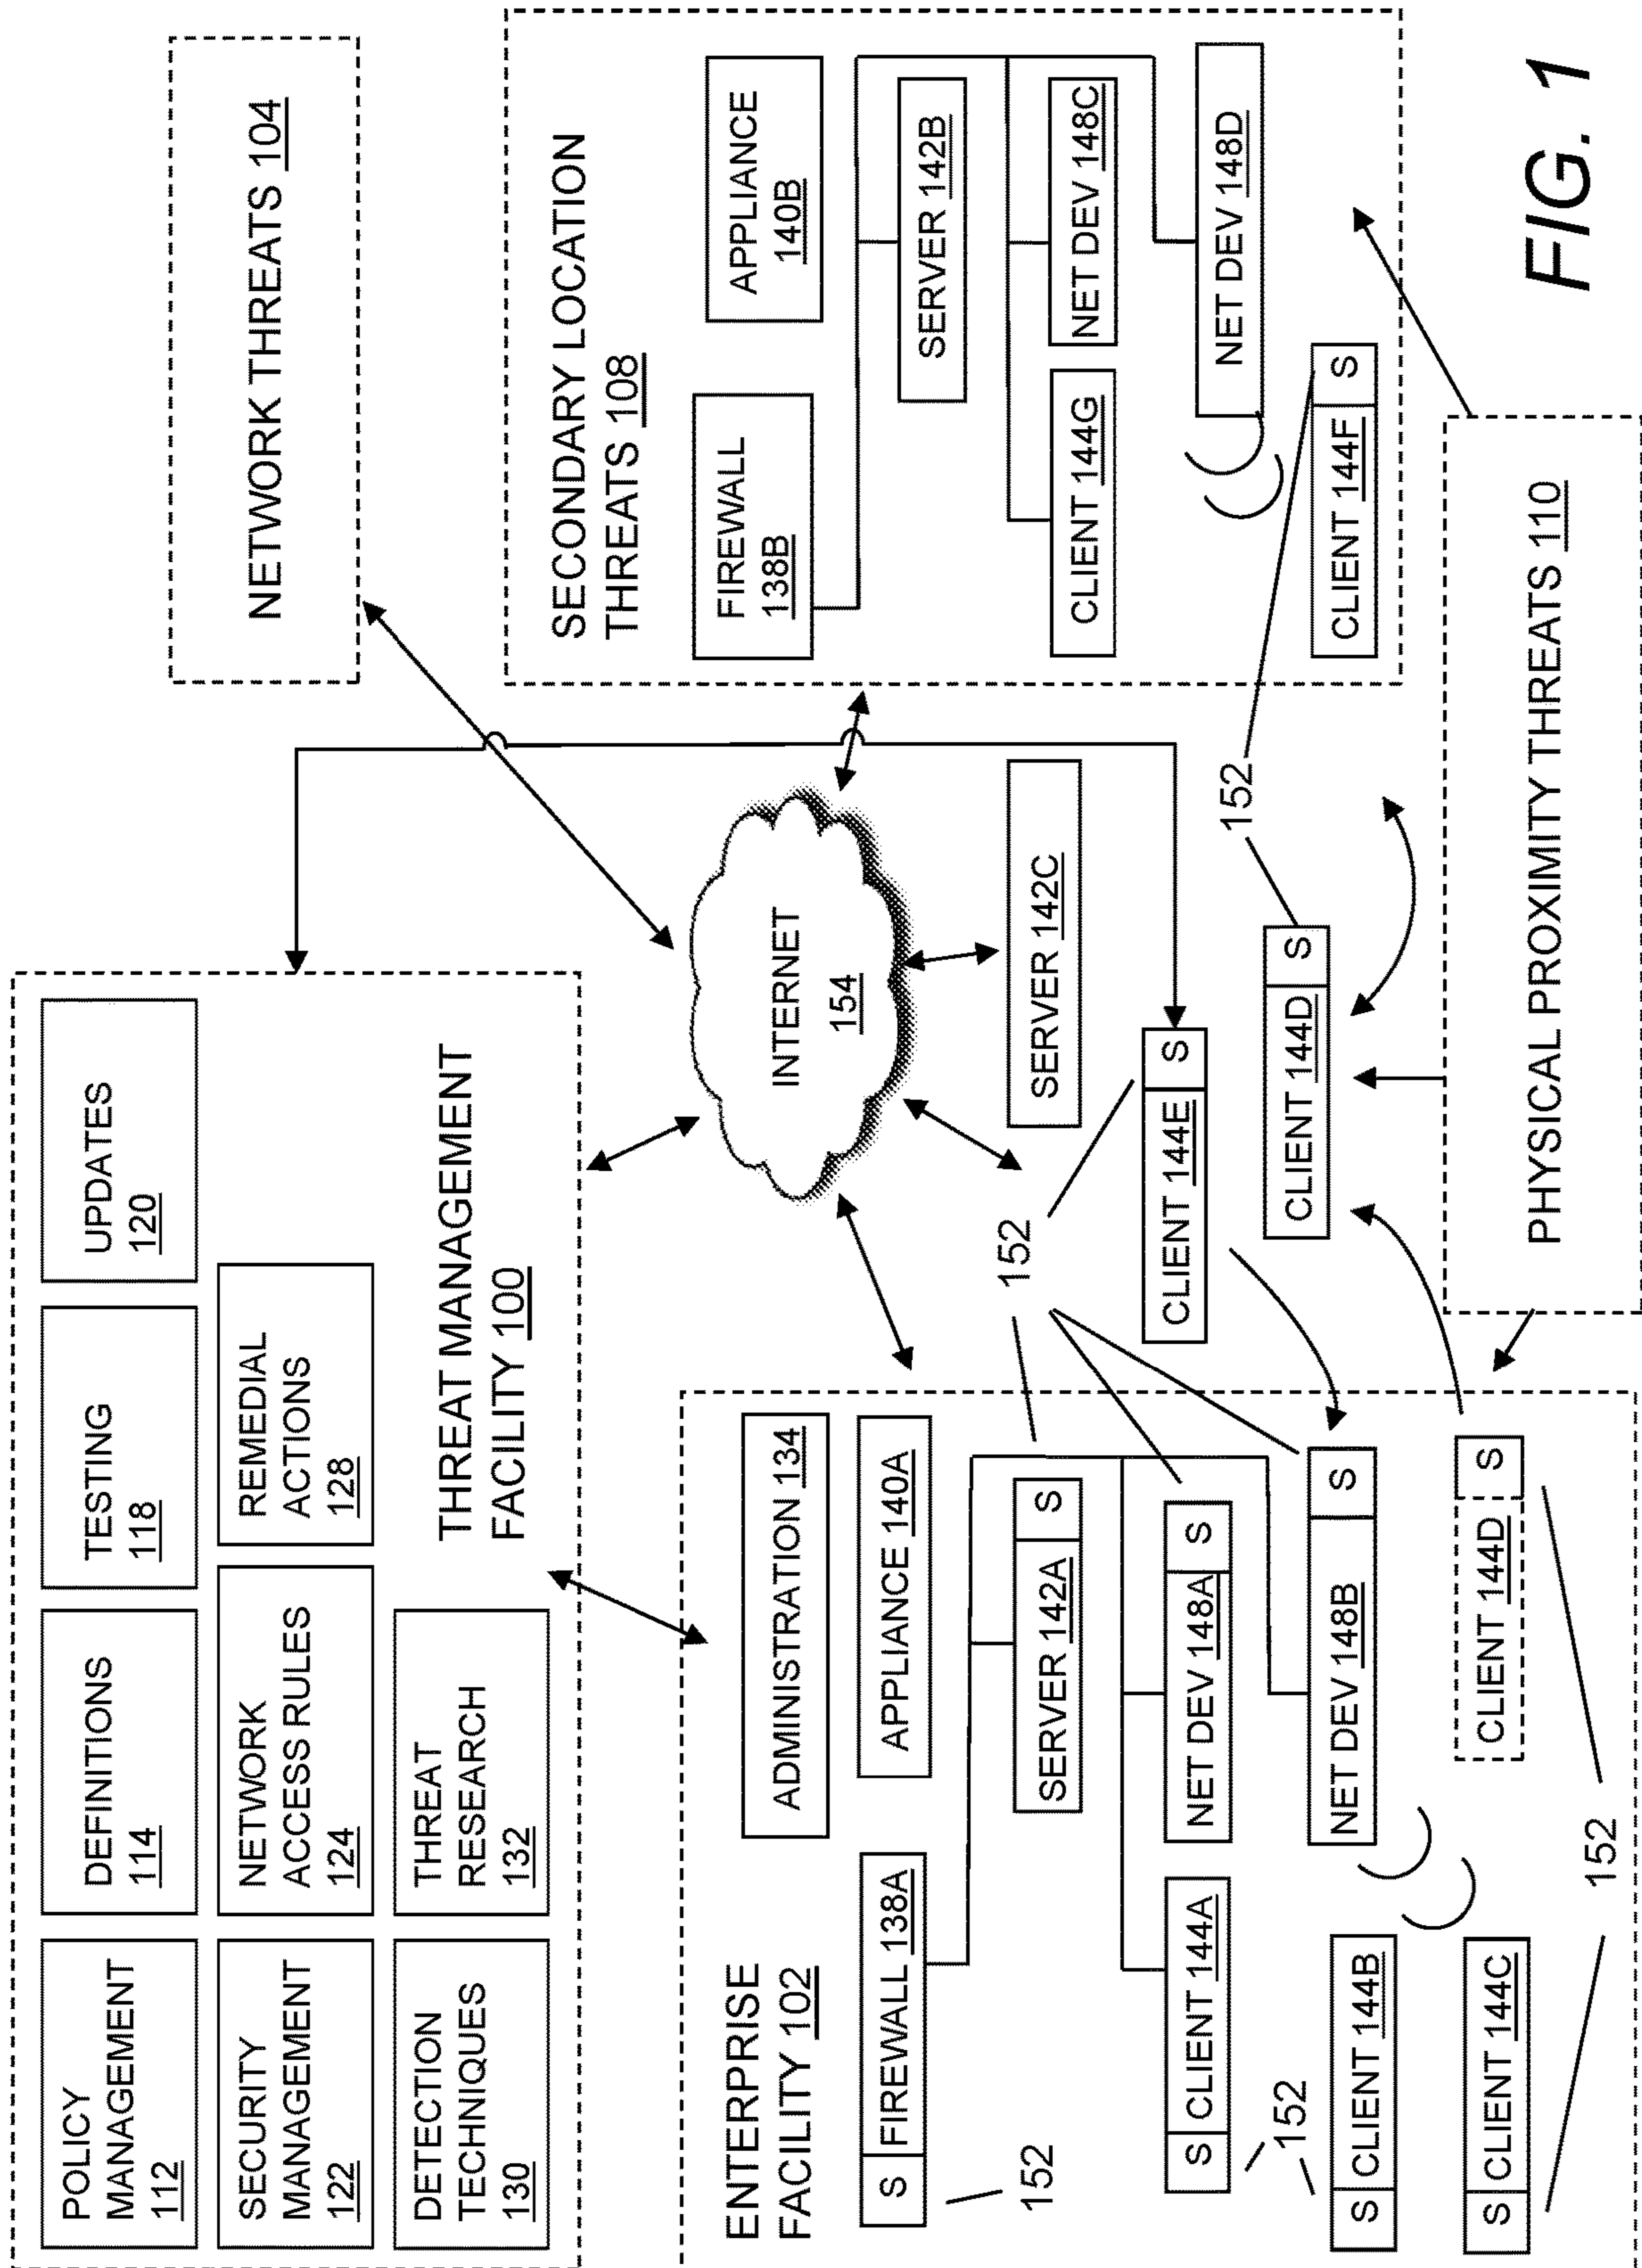 POLICY
MANAGEMENT
112
DEFINITIONS
114
TESTING
118
UPDATES
120
SECURITY
MANAGEMENT
122
NETWORK
ACCESS RULES
124
REMEDIAL
ACTIONS
128
DETECTION
TECHNIQUES
130
THREAT
RESEARCH
132
THREAT MANAGEMENT
FACILITY 100
NETWORK THREATS 104
ENTERPRISE
FACILITY 102
ADMINISTRATION 134
S FIREWALL 138A
APPLIANCE 140A
152
SERVER 142A S
S CLIENT 144A
NET DEV 148A S
152
S CLIENT 144B
NET DEV 148B S
S CLIENT 144C
CLIENT 144D S
152
INTERNET
154
SERVER 142C
152
CLIENT 144E S
CLIENT 144D S
152
SECONDARY LOCATION
THREATS 108
FIREWALL
138B
APPLIANCE
140B
SERVER 142B
CLIENT 144G
NET DEV 148C
NET DEV 148D
CLIENT 144F S
PHYSICAL PROXIMITY THREATS 110
FIG. 1